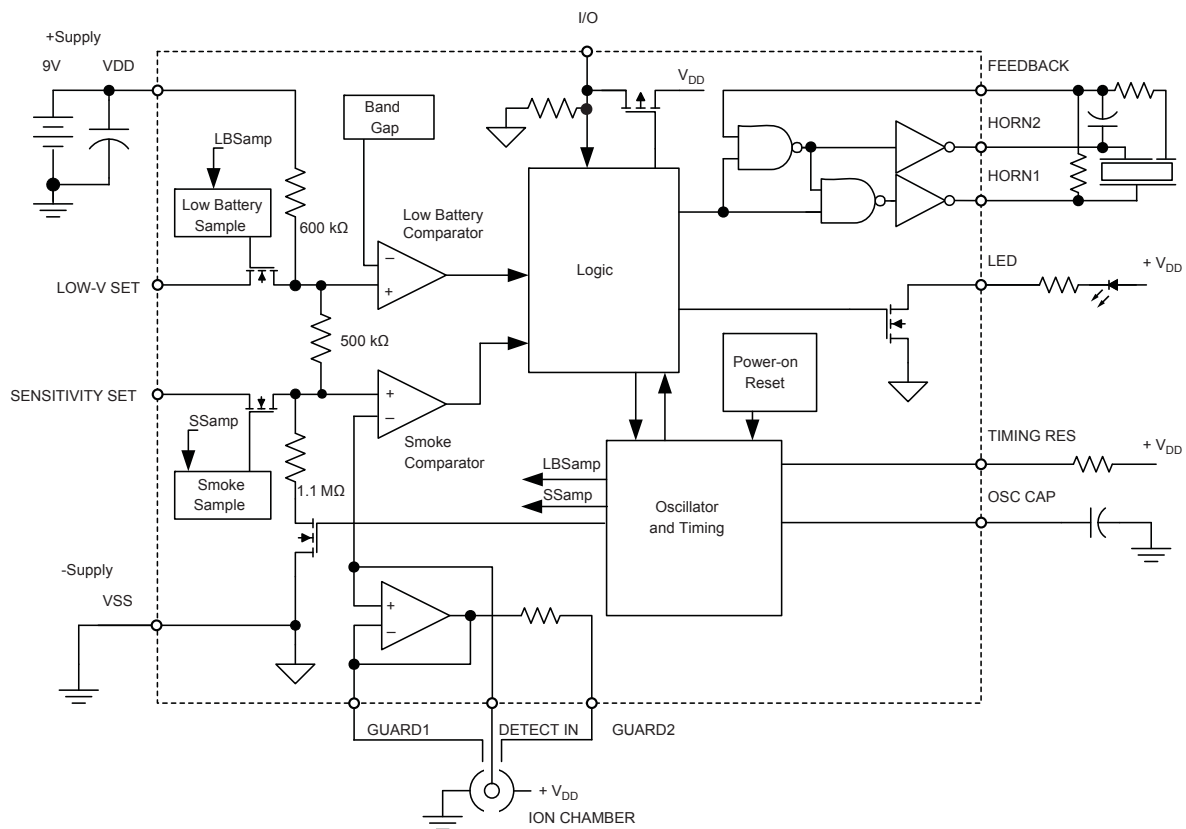 I/O
+Supply
9V
VDD
V_DD
FEEDBACK
HORN2
HORN1
Band
Gap
LBSamp
Low Battery
Sample
600 kΩ
Low Battery
Comparator
Logic
LOW-V SET
LED
+ V_DD
500 kΩ
Power-on
Reset
SENSITIVITY SET
SSamp
Smoke
Comparator
Smoke
Sample
1.1 MΩ
LBSamp
SSamp
Oscillator
and Timing
TIMING RES
+ V_DD
OSC CAP
-Supply
VSS
GUARD1
DETECT IN
GUARD2
+ V_DD
ION CHAMBER